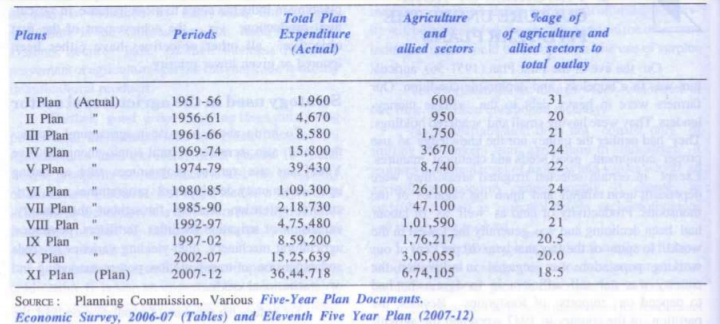 Plans Periods Total Plan Expenditure (Actual) Agriculture and allied sectors %age of of agriculture and allied sectors to total outlay
I Plan (Actual) 1951-56 1,960 600 31
II Plan " 1956-61 4,670 950 20
III Plan " 1961-66 8,580 1,750 21
IV Plan " 1969-74 15,800 3,670 24
V Plan " 1974-79 39,430 8,740 22
VI Plan " 1980-85 1,09,300 26,100 24
VII Plan " 1985-90 2,18,730 47,100 23
VIII Plan " 1992-97 4,75,480 1,01,590 21
IX Plan 1997-02 8,59,200 1,76,217 20.5
X Plan 2002-07 15,25,639 3,05,055 20.0
XI Plan (Plan) 2007-12 36,44,718 6,74,105 18.5
SOURCE : Planning Commission, Various Five-Year Plan Documents,
Economic Survey, 2006-07 (Tables) and Eleventh Five Year Plan (2007-12)